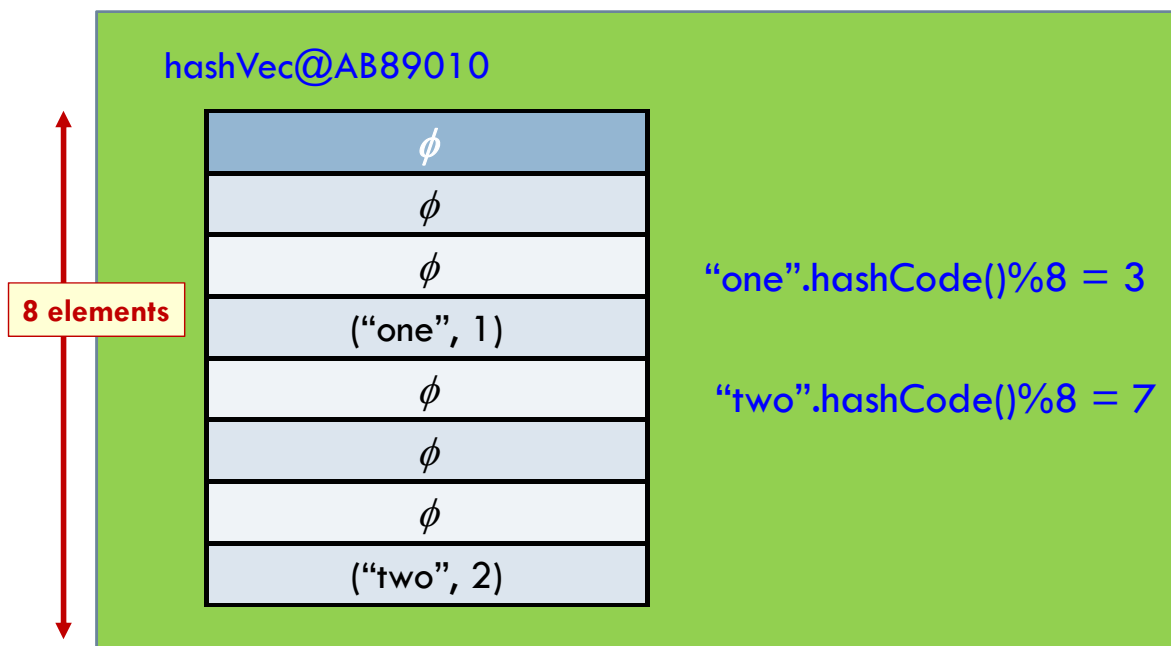 hashVec@AB89010
ϕ
ϕ
ϕ
“one”.hashCode()%8 = 3
8 elements
(“one”, 1)
ϕ
“two”.hashCode()%8 = 7
ϕ
ϕ
(“two”, 2)